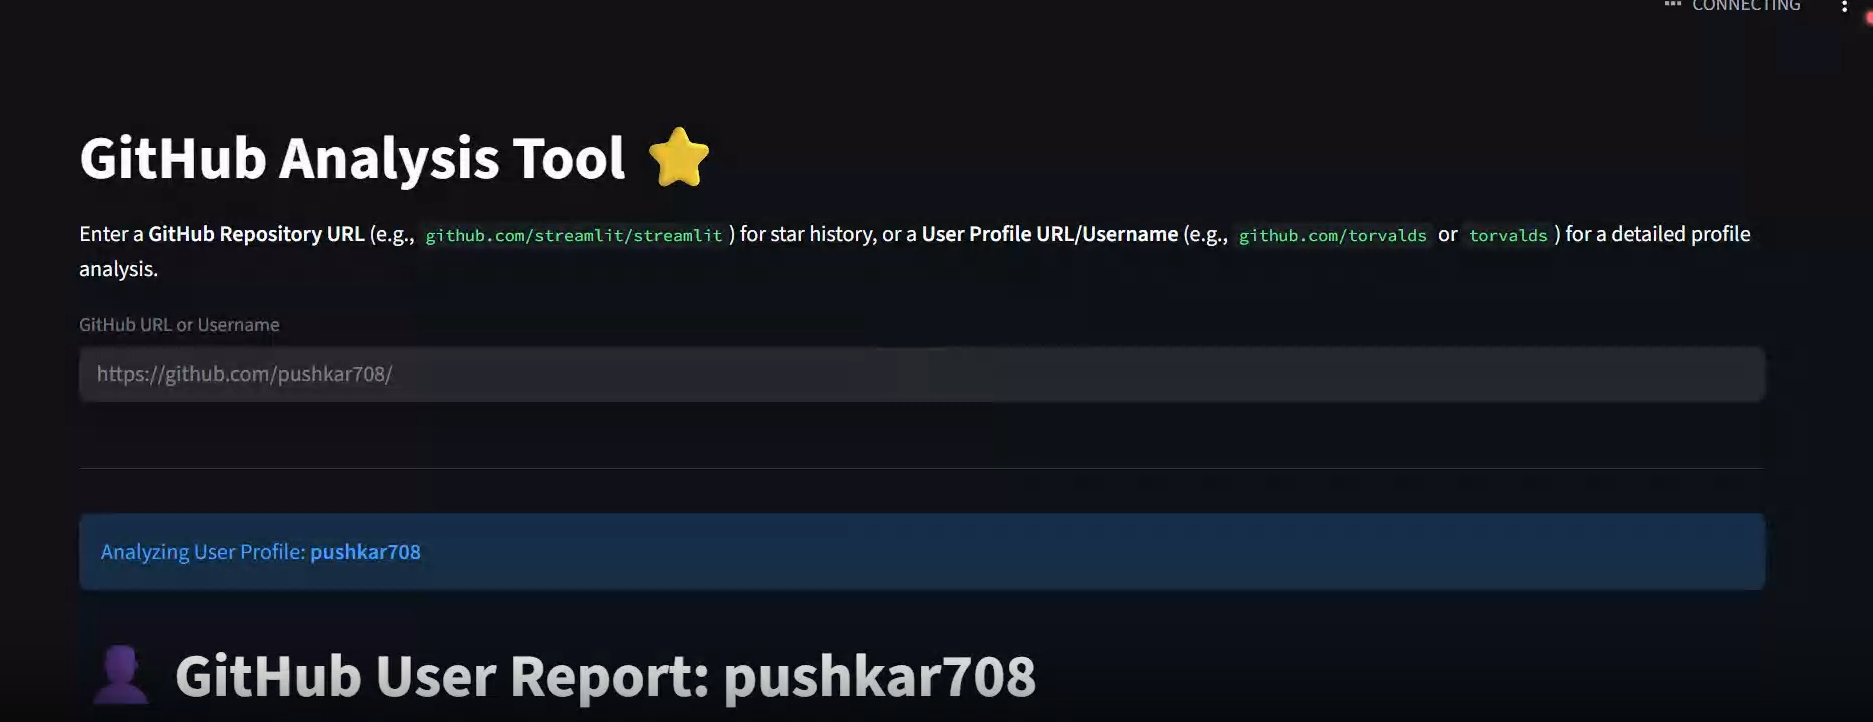 CONNECTING
GitHub Analysis Tool
Enter a GitHub Repository URL (e.g., github.com/streamlit/streamlit ) for star history, or a User Profile URL/Username (e.g., github.com/torvalds or torvalds ) for a detailed profile
analysis.
GitHub URL or Username
https://github.com/pushkar708/
Analyzing User Profile: pushkar708
GitHub User Report: pushkar708